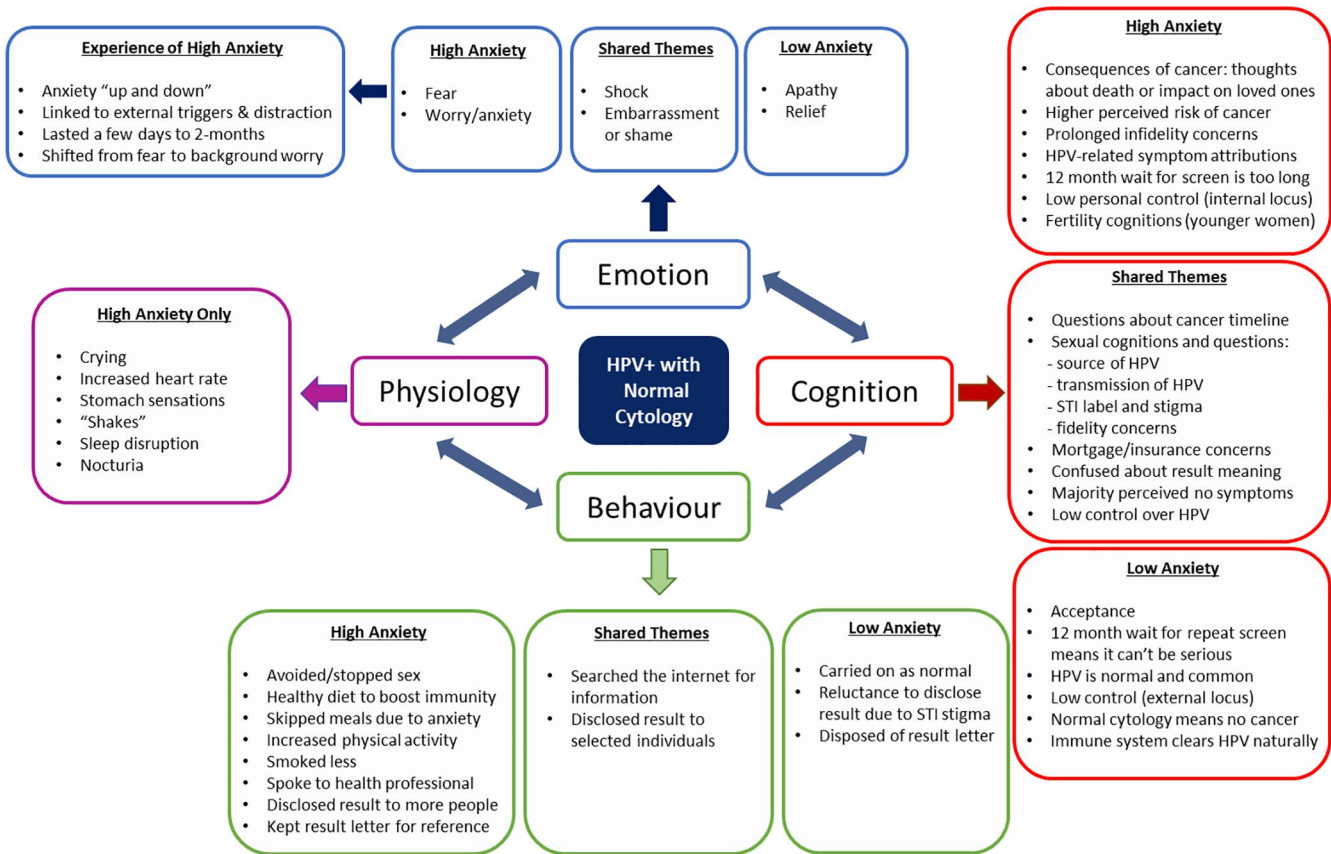 Experience of High Anxiety
• Anxiety “up and down”
• Linked to external triggers & distraction
• Lasted a few days to 2-months
• Shifted from fear to background worry
High Anxiety
• Fear
• Worry/anxiety
Shared Themes
• Shock
• Embarrassment
or shame
Low Anxiety
• Apathy
• Relief
High Anxiety
• Consequences of cancer: thoughts
about death or impact on loved ones
• Higher perceived risk of cancer
• Prolonged infidelity concerns
• HPV-related symptom attributions
• 12 month wait for screen is too long
• Low personal control (internal locus)
• Fertility cognitions (younger women)
Emotion
High Anxiety Only
• Crying
• Increased heart rate
• Stomach sensations
• “Shakes”
• Sleep disruption
• Nocturia
Physiology
HPV+ with
Normal
Cytology
Cognition
Shared Themes
• Questions about cancer timeline
• Sexual cognitions and questions:
- source of HPV
- transmission of HPV
- STI label and stigma
- fidelity concerns
• Mortgage/insurance concerns
• Confused about result meaning
• Majority perceived no symptoms
• Low control over HPV
Behaviour
High Anxiety
• Avoided/stopped sex
• Healthy diet to boost immunity
• Skipped meals due to anxiety
• Increased physical activity
• Smoked less
• Spoke to health professional
• Disclosed result to more people
• Kept result letter for reference
Shared Themes
• Searched the internet for
information
• Disclosed result to
selected individuals
Low Anxiety
• Carried on as normal
• Reluctance to disclose
result due to STI stigma
• Disposed of result letter
Low Anxiety
• Acceptance
• 12 month wait for repeat screen
means it can’t be serious
• HPV is normal and common
• Low control (external locus)
• Normal cytology means no cancer
• Immune system clears HPV naturally